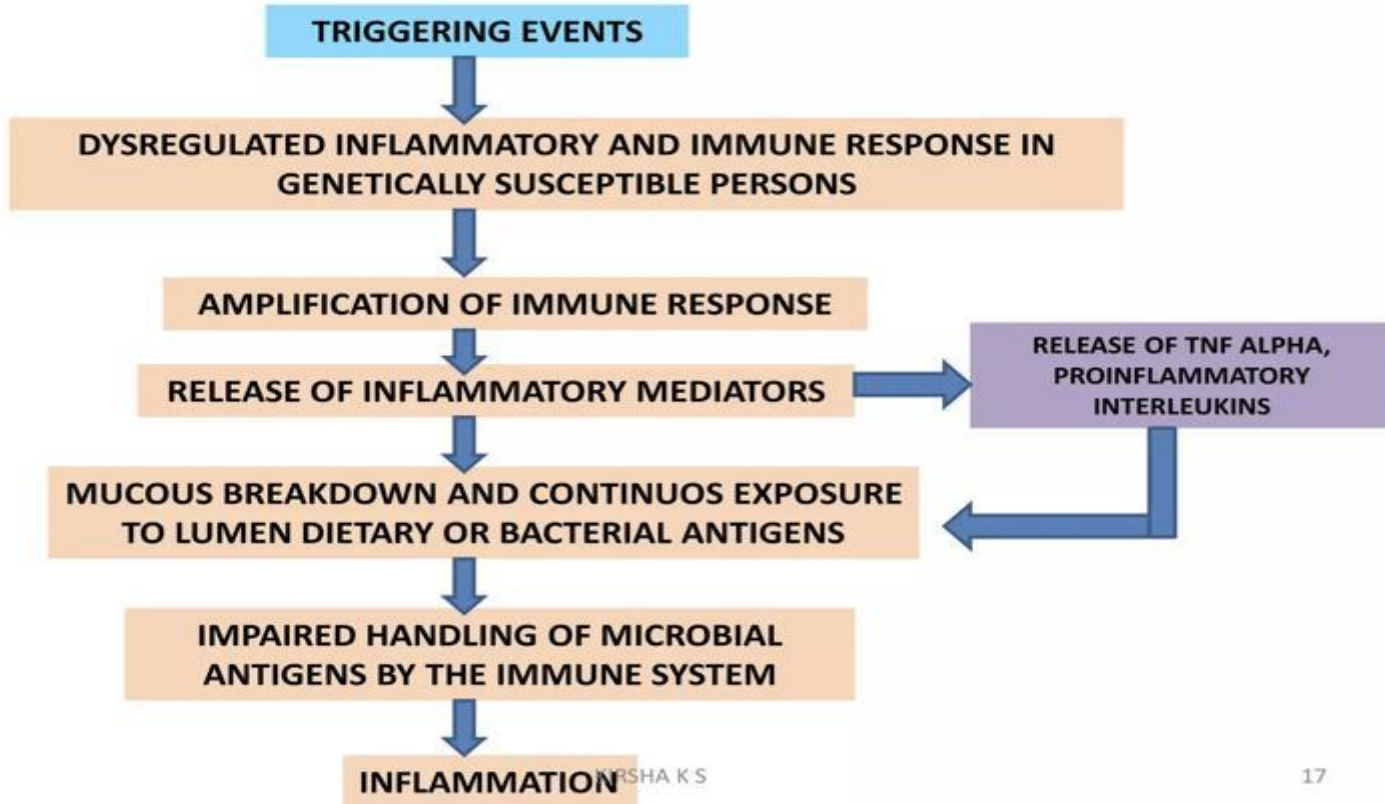 TRIGGERING EVENTS
DYSREGULATED INFLAMMATORY AND IMMUNE RESPONSE IN
GENETICALLY SUSCEPTIBLE PERSONS
AMPLIFICATION OF IMMUNE RESPONSE
RELEASE OF INFLAMMATORY MEDIATORS
RELEASE OF TNF ALPHA,
PROINFLAMMATORY
INTERLEUKINS
MUCOUS BREAKDOWN AND CONTINUOS EXPOSURE
TO LUMEN DIETARY OR BACTERIAL ANTIGENS
IMPAIRED HANDLING OF MICROBIAL
ANTIGENS BY THE IMMUNE SYSTEM
INFLAMMATION
KIRSHA K S
17